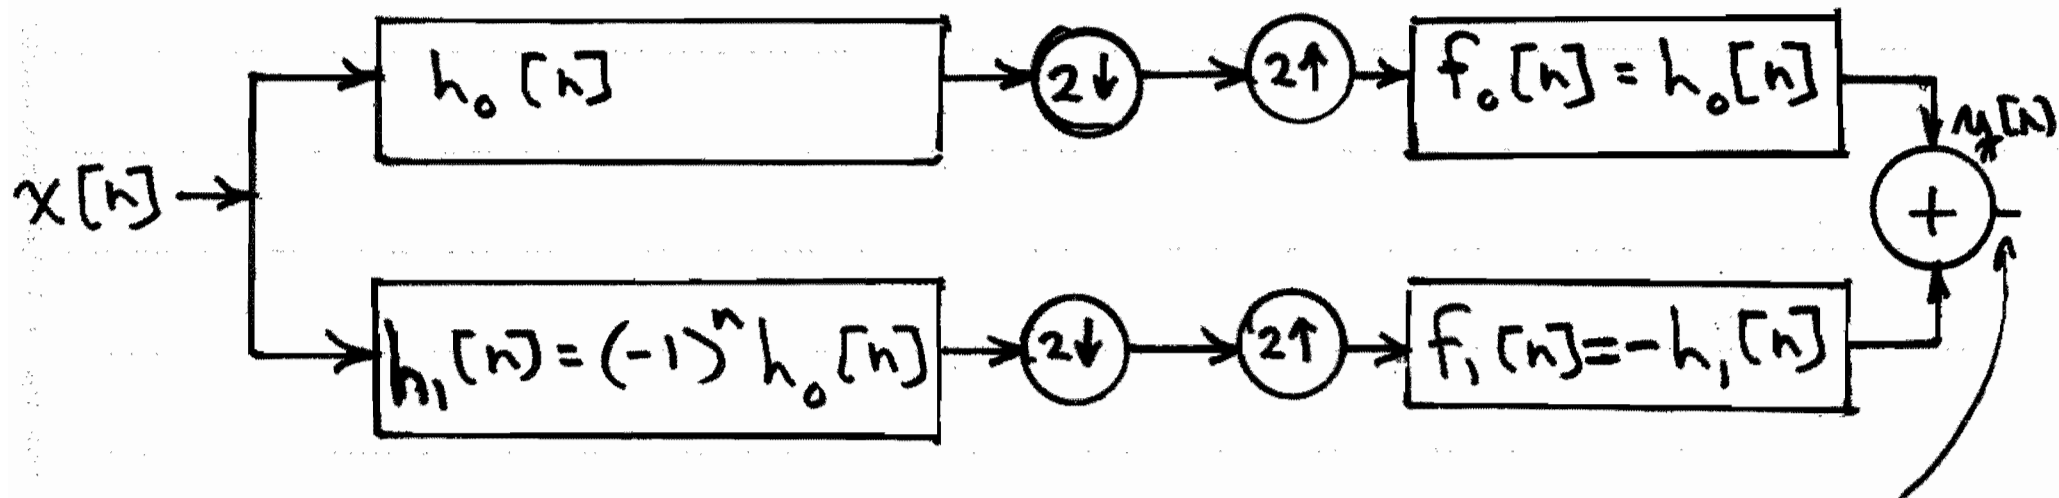 h₀[n] 2↓ 2↑ f₀[n] = h₀[n]
y[n]
x[n]
+
h₁[n] = (-1)ⁿ h₀[n] 2↓ 2↑ f₁[n] = -h₁[n]